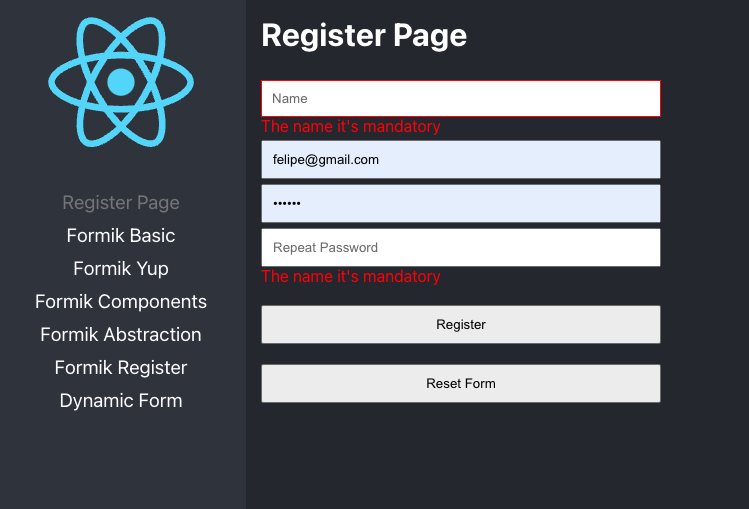 Register Page
Formik Basic
Formik Yup
Formik Components
Formik Abstraction
Formik Register
Dynamic Form
Register Page
Name
The name it's mandatory
felipe@gmail.com
••••••
Repeat Password
The name it's mandatory
Register
Reset Form